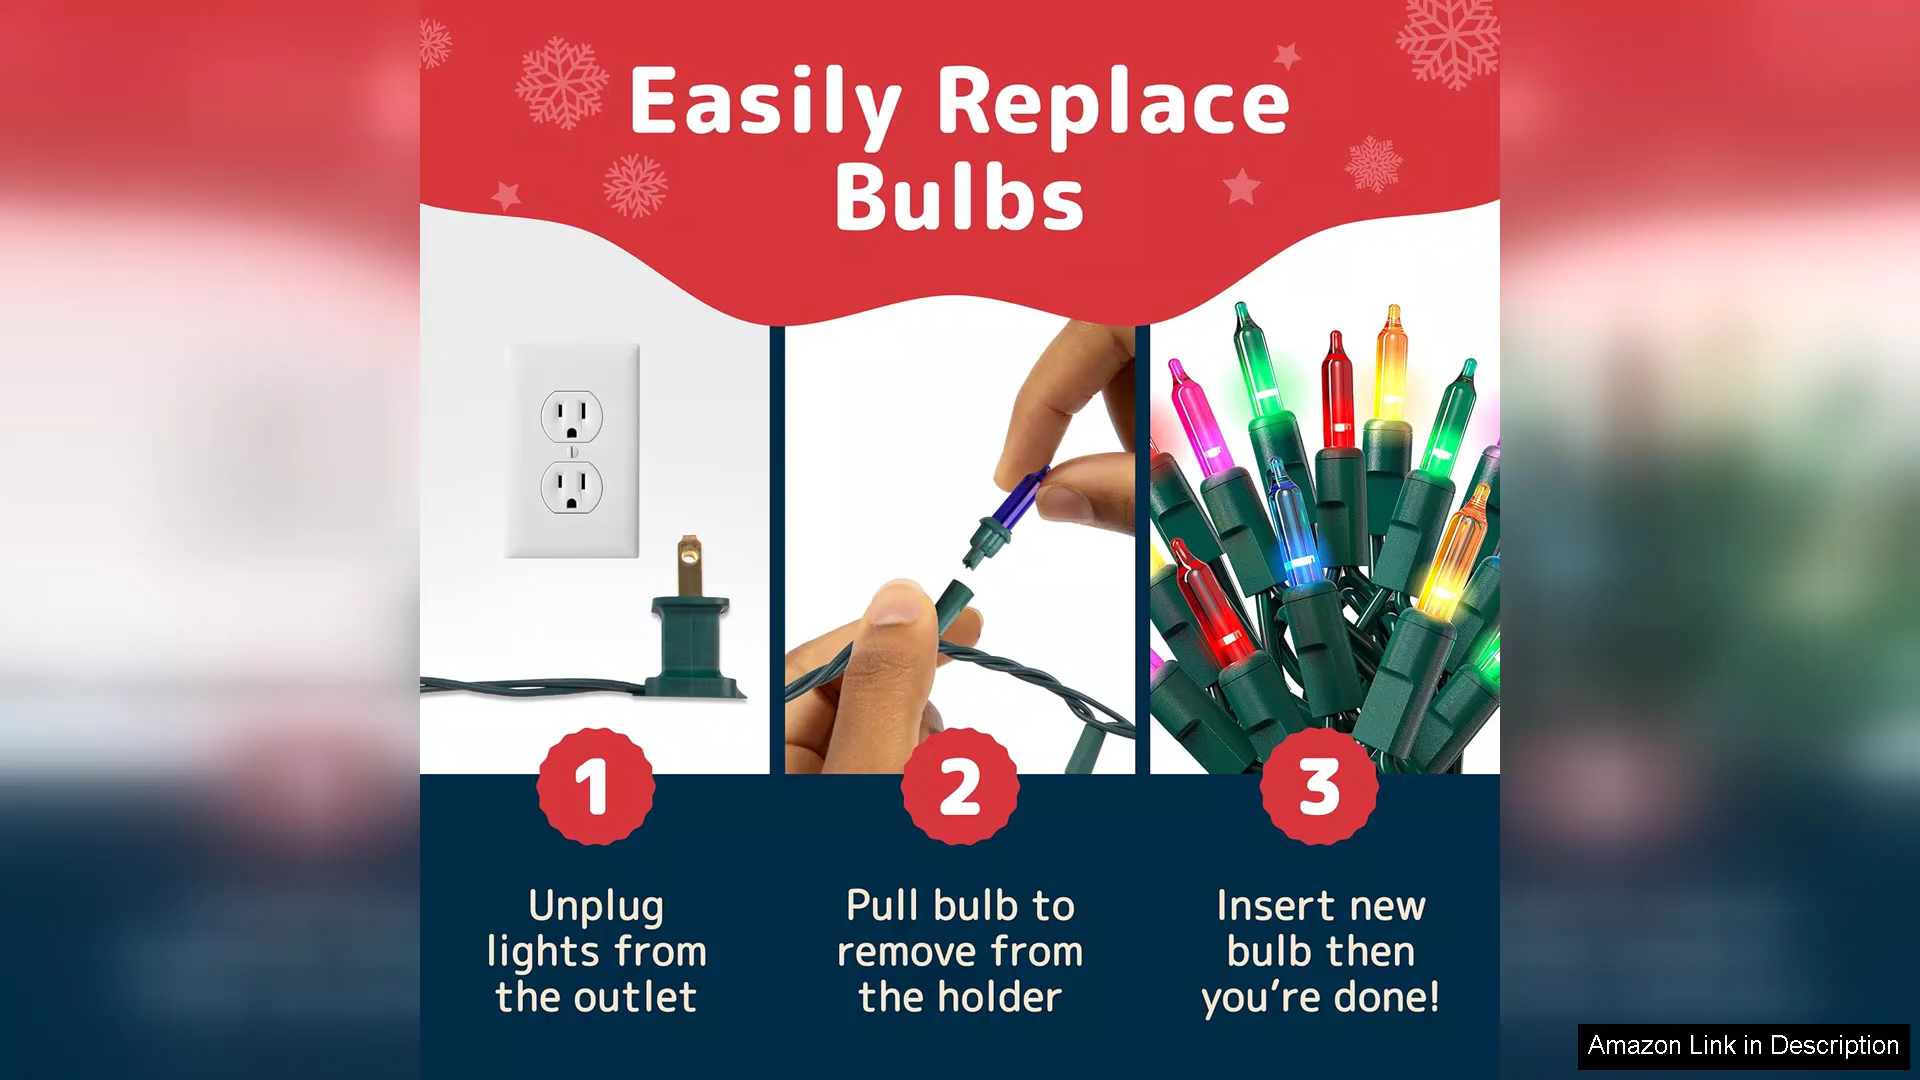 Easily Replace
Bulbs
1
Unplug
lights from
the outlet
2
Pull bulb to
remove from
the holder
3
Insert new
bulb then
you’re done!
Amazon Link in Description